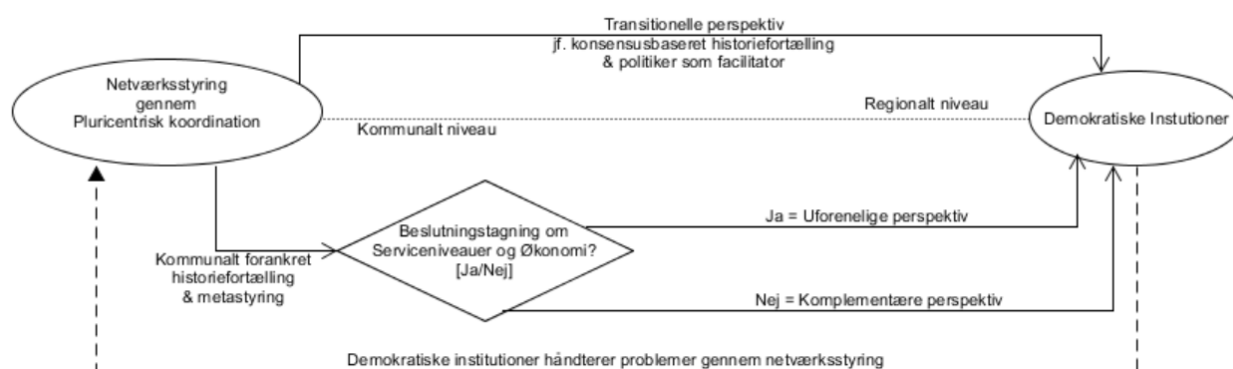 Transitionelle perspektiv
jf. konsensusbaseret historiefortælling
& politiker som facilitator
Netværksstyring
gennem
Pluricentrisk koordination
Regionalt niveau
Kommunalt niveau
Demokratiske Instutioner
Ja = Uforenelige perspektiv
Beslutningstagning om
Serviceniveauer og Økonomi?
[Ja/Nej]
Kommunalt forankret
historiefortælling
& metastyring
Nej = Komplementære perspektiv
Demokratiske institutioner håndterer problemer gennem netværksstyring